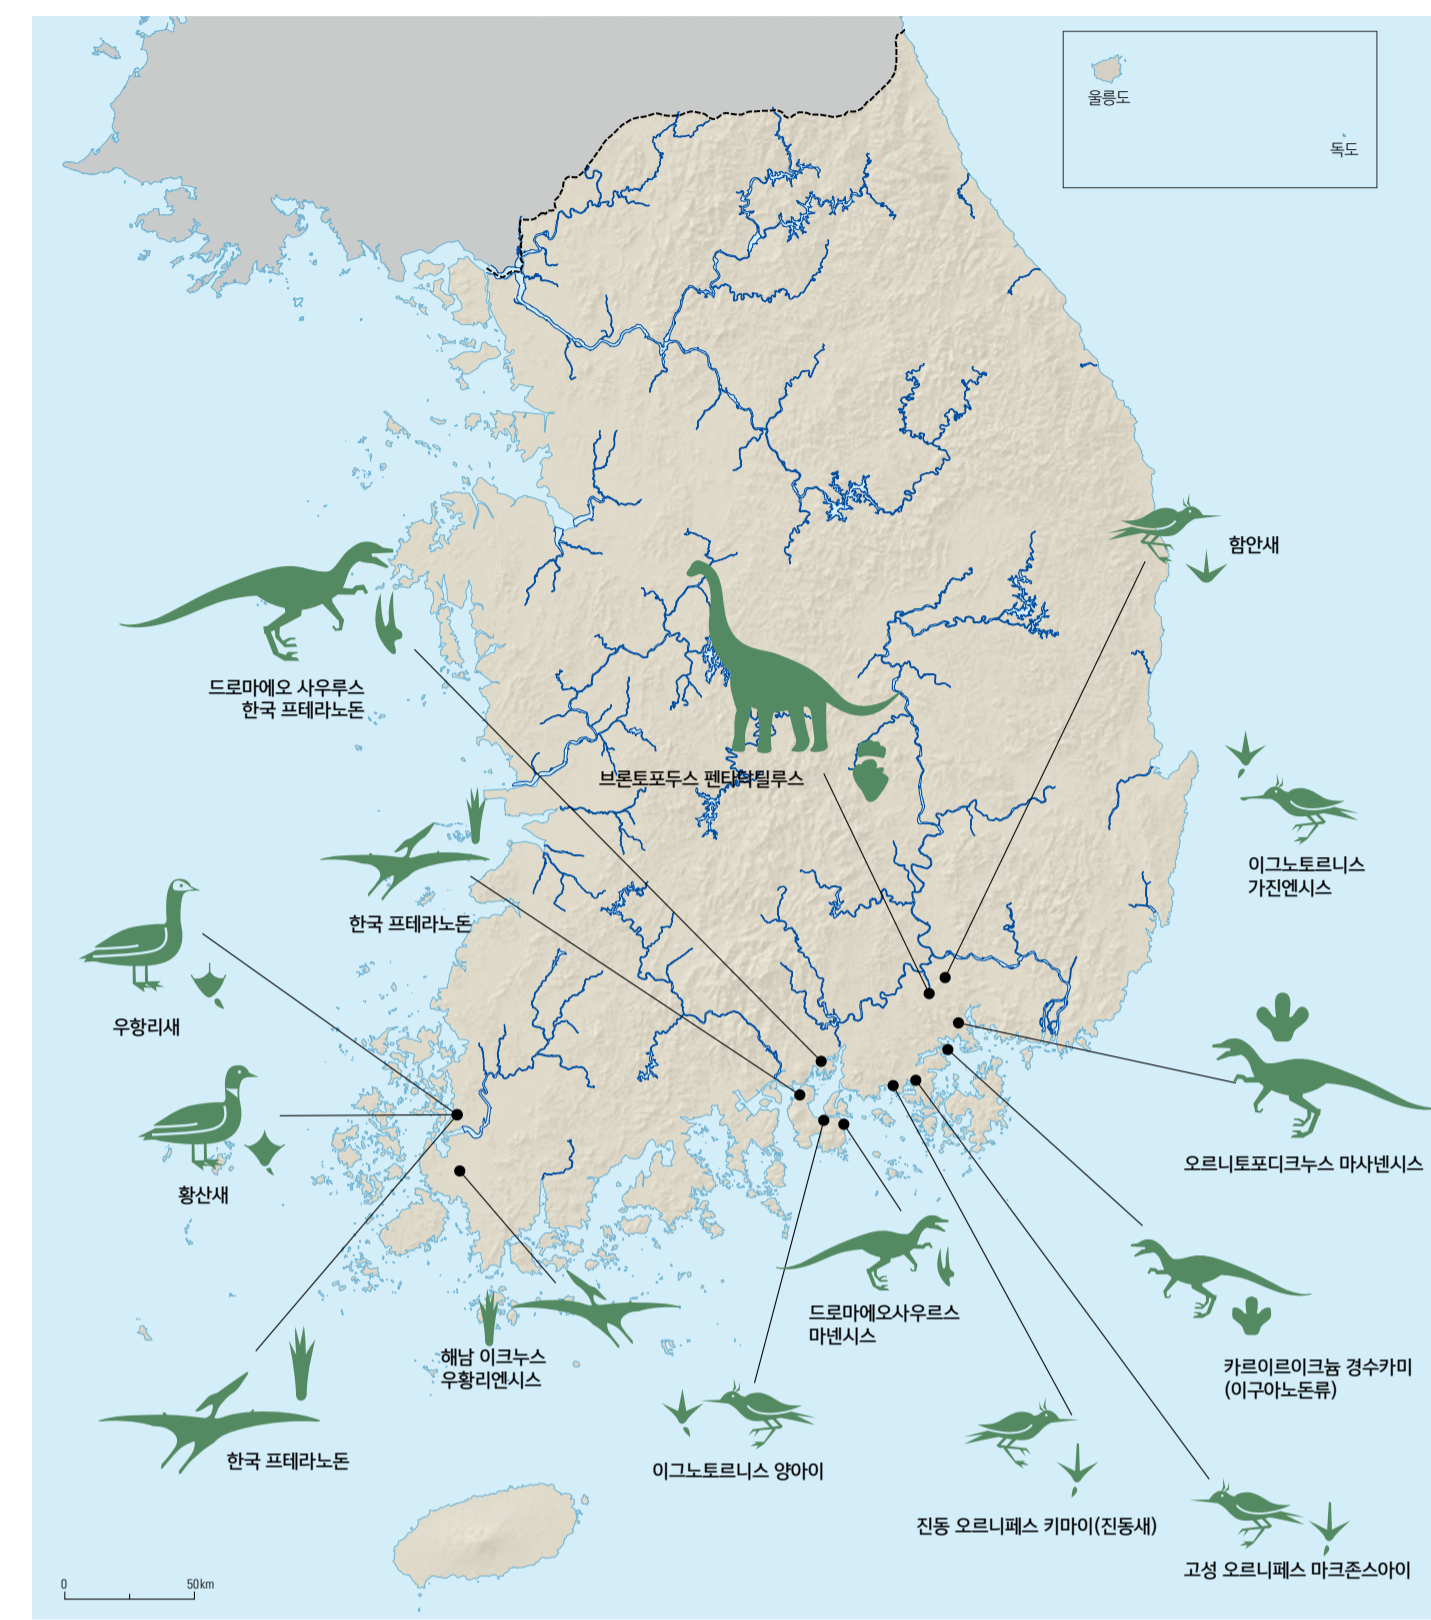 울릉도
독도
함안새
드로마에오 사우루스
한국 프테라노돈
브론토포두스 펜타닥틸루스
이그노토르니스
가진엔시스
한국 프테라노돈
우항리새
오르니토포디크누스 마사넨시스
황산새
드로마에오사우르스
마넨시스
해남 이크누스
우황리엔시스
카르이르이크늄 경수카미
(이구아노돈류)
한국 프테라노돈
이그노토르니스 양아이
진동 오르니페스 키마이(진동새)
고성 오르니페스 마크존스아이
0 50km